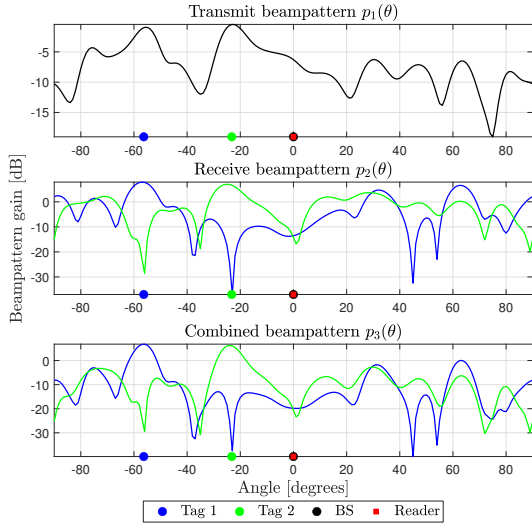 Transmit beampattern p₁(θ)
-5
-10
-15
-80 -60 -40 -20 0 20 40 60 80
Receive beampattern p₂(θ)
0
-10
-20
-30
-80 -60 -40 -20 0 20 40 60 80
Combined beampattern p₃(θ)
0
-10
-20
-30
-80 -60 -40 -20 0 20 40 60 80
Beampattern gain [dB]
Angle [degrees]
Tag 1 Tag 2 BS Reader